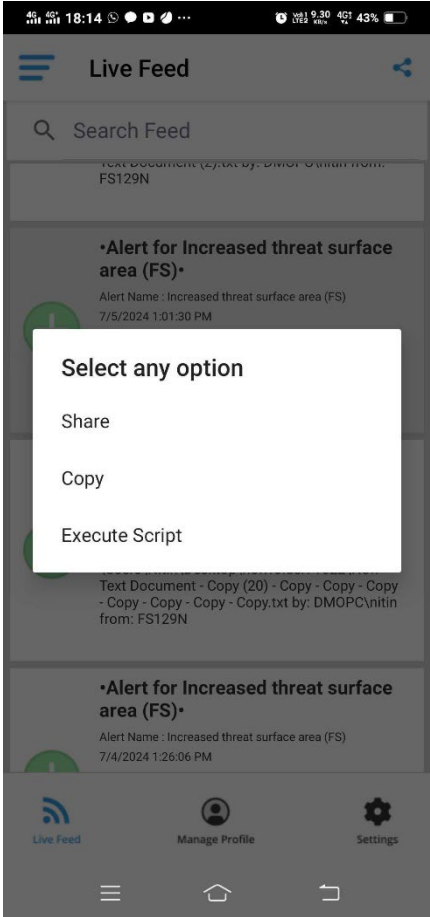 18:14
9.30 KB/s 43%
Live Feed
Search Feed
Text Document (2).txt by: DMOPC\nitin from:
FS129N
•Alert for Increased threat surface
area (FS)•
Alert Name : Increased threat surface area (FS)
7/5/2024 1:01:30 PM
Select any option
Share
Copy
Execute Script
Text Document - Copy (20) - Copy - Copy - Copy
- Copy - Copy - Copy - Copy.txt by: DMOPC\nitin
from: FS129N
•Alert for Increased threat surface
area (FS)•
Alert Name : Increased threat surface area (FS)
7/4/2024 1:26:06 PM
Live Feed
Manage Profile
Settings